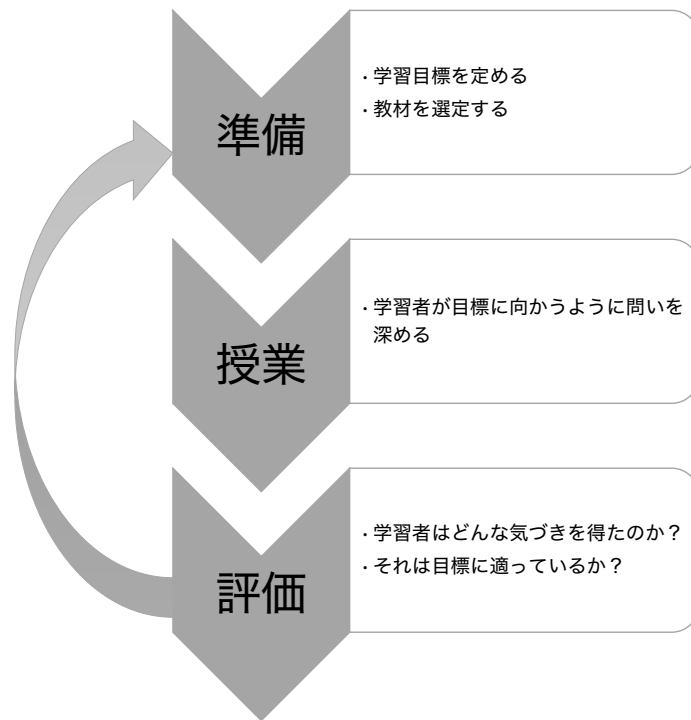 準備
・学習目標を定める
・教材を選定する
授業
・学習者が目標に向かうように問いを
深める
評価
・学習者はどんな気づきを得たのか？
・それは目標に適っているか？